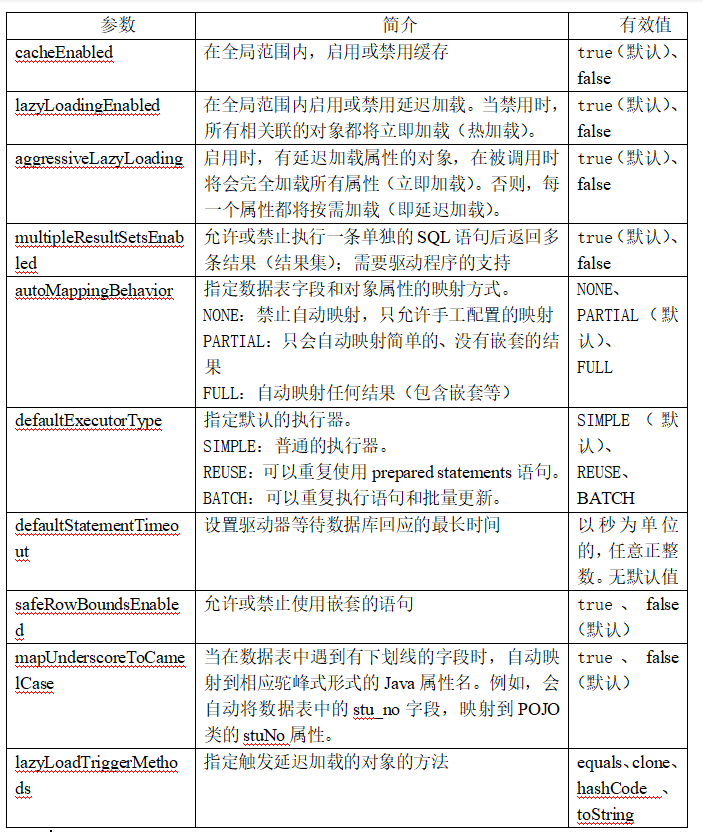 参数 简介 有效值
cacheEnabled 在全局范围内，启用或禁用缓存 true（默认）、
false
lazyLoadingEnabled 在全局范围内启用或禁用延迟加载。当禁用时， true（默认）、
所有相关联的对象都将立即加载（热加载）。 false
aggressiveLazyLoading 启用时，有延迟加载属性的对象，在被调用时 true（默认）、
将会完全加载所有属性（立即加载）。否则，每 false
一个属性都将按需加载（即延迟加载）。
multipleResultSetsEnab 允许或禁止执行一条单独的 SQL 语句后返回多 true（默认）、
led 条结果（结果集）；需要驱动程序的支持 false
autoMappingBehavior 指定数据表字段和对象属性的映射方式。 NONE、
NONE：禁止自动映射，只允许手工配置的映射 PARTIAL（默
PARTIAL：只会自动映射简单的、没有嵌套的结 认）、
果 FULL
FULL：自动映射任何结果（包含嵌套等）
defaultExecutorType 指定默认的执行器。 SIMPLE（默
SIMPLE：普通的执行器。 认）、
REUSE：可以重复使用 prepared statements 语句。 REUSE、
BATCH：可以重复执行语句和批量更新。 BATCH
defaultStatementTimeo 设置驱动器等待数据库回应的最长时间 以秒为单位
ut 的，任意正整
数。无默认值
safeRowBoundsEnable 允许或禁止使用嵌套的语句 true、false
d （默认）
mapUnderscoreToCame 当在数据表中遇到有下划线的字段时，自动映 true、false
lCase 射到相应驼峰式形式的 Java 属性名。例如，会 （默认）
自动将数据表中的 stu_no 字段，映射到 POJO
类的 stuNo 属性。
lazyLoadTriggerMetho 指定触发延迟加载的对象的方法 equals、clone、
ds hashCode、
toString